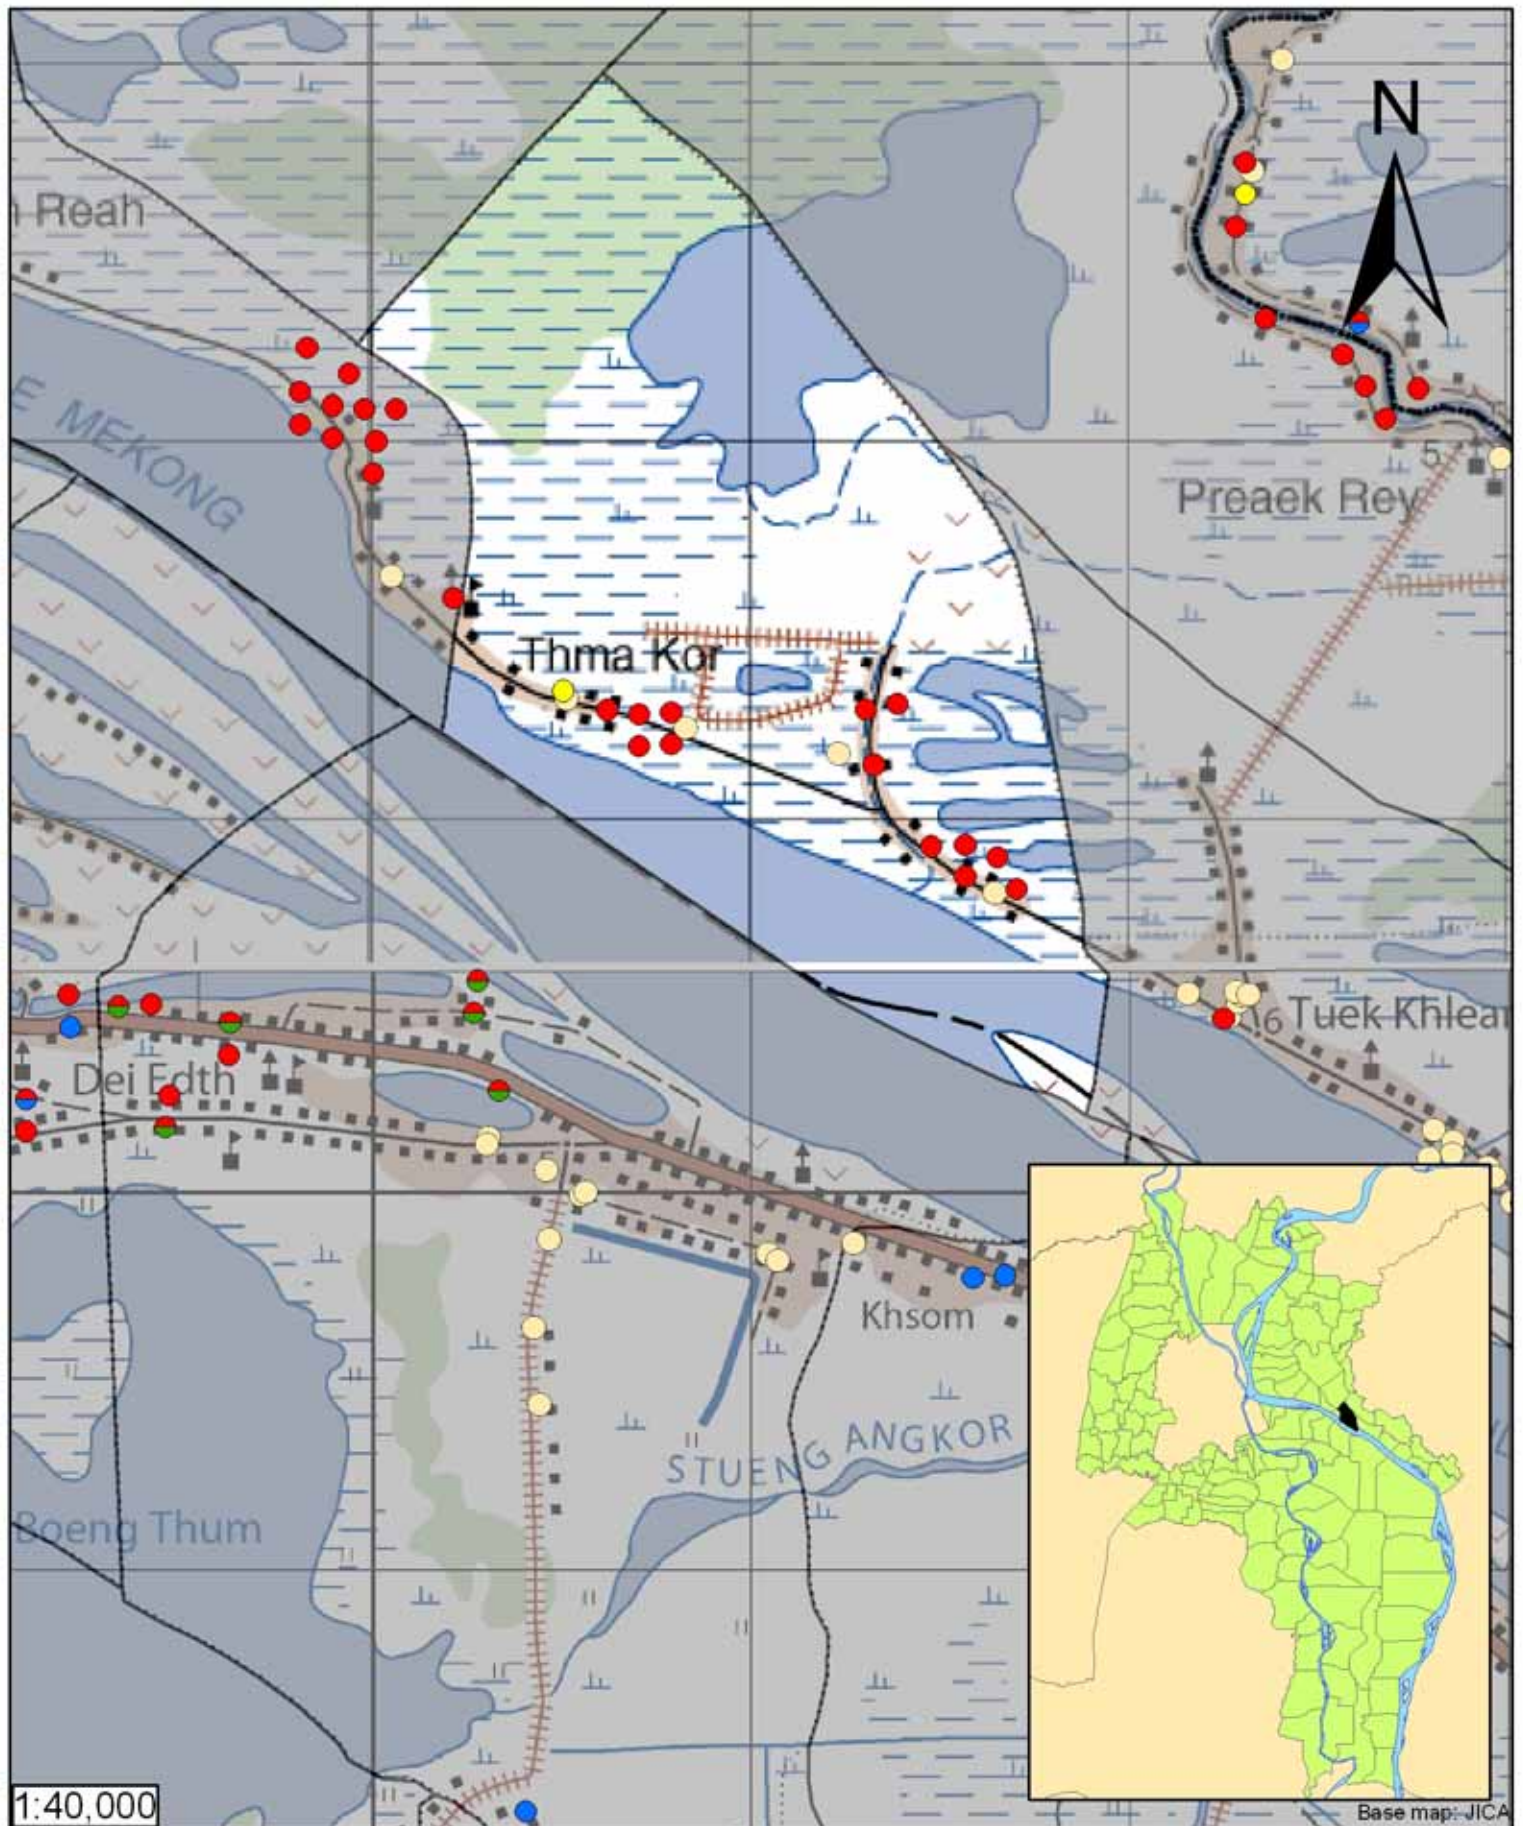 N
Reah
E MEKONG
Preaek Rey
5
Thma Kor
6
Tuek Khlea
Dei Edth
Khsom
STUENG ANGKOR
Boeng Thum
1:40,000
Base map: JICA